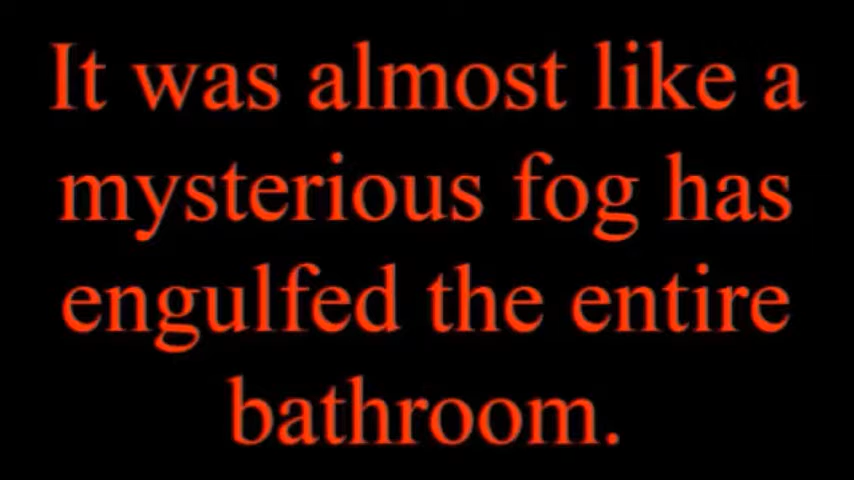 It was almost like a
mysterious fog has
engulfed the entire
bathroom.